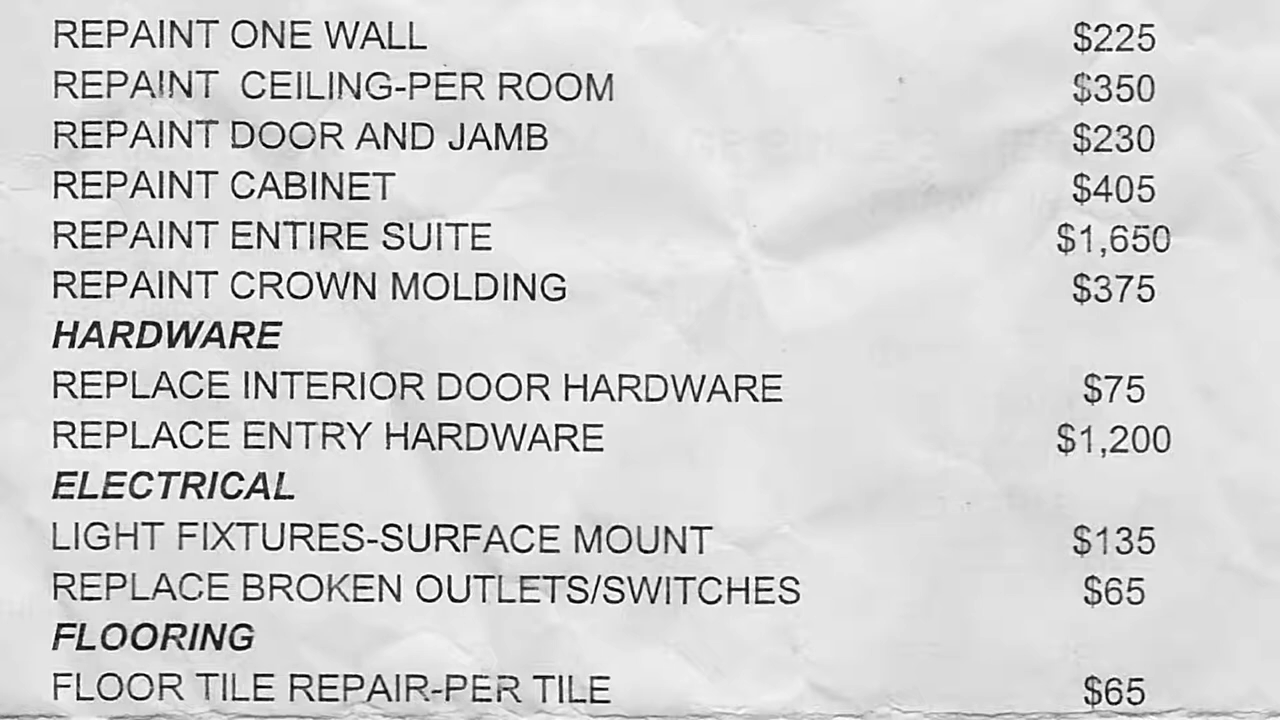 REPAINT ONE WALL $225
REPAINT CEILING-PER ROOM $350
REPAINT DOOR AND JAMB $230
REPAINT CABINET $405
REPAINT ENTIRE SUITE $1,650
REPAINT CROWN MOLDING $375
HARDWARE
REPLACE INTERIOR DOOR HARDWARE $75
REPLACE ENTRY HARDWARE $1,200
ELECTRICAL
LIGHT FIXTURES-SURFACE MOUNT $135
REPLACE BROKEN OUTLETS/SWITCHES $65
FLOORING
FLOOR TILE REPAIR-PER TILE $65